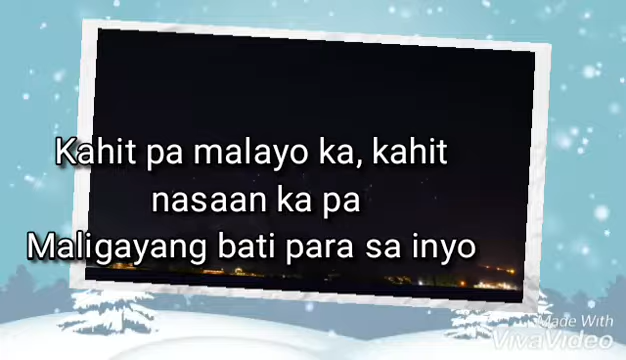 Kahit pa malayo ka, kahit
nasaan ka pa
Maligayang bati para sa inyo
Made With
VivaVideo